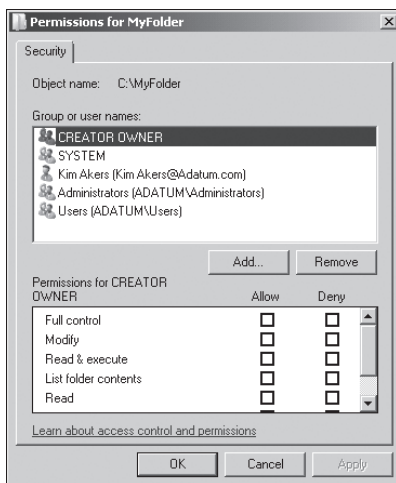 Permissions for MyFolder
Security
Object name: C:\MyFolder
Group or user names:
CREATOR OWNER
SYSTEM
Kim Akers (Kim Akers@Adatum.com)
Administrators (ADATUM\Administrators)
Users (ADATUM\Users)
Add... Remove
Permissions for CREATOR
OWNER Allow Deny
Full control
Modify
Read & execute
List folder contents
Read
Learn about access control and permissions
OK Cancel Apply